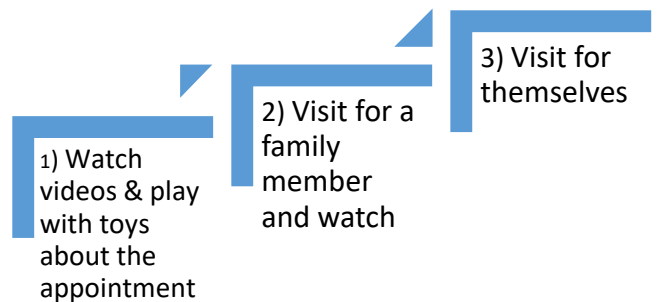 1) Watch
videos & play
with toys
about the
appointment
2) Visit for a
family
member
and watch
3) Visit for
themselves